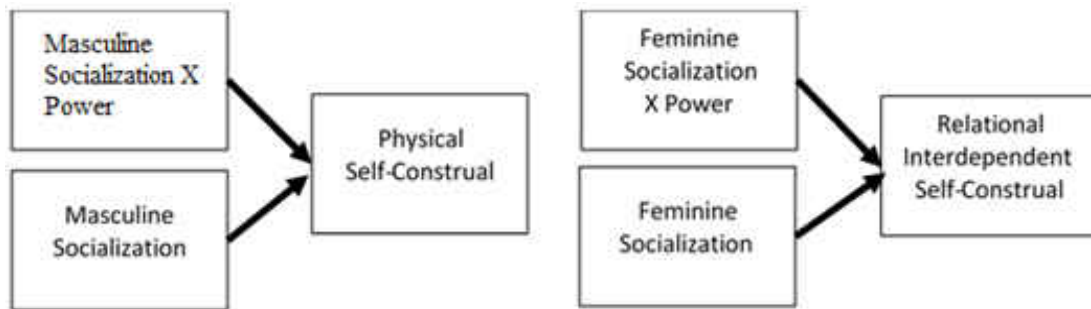 Masculine
Socialization X
Power
Physical
Self-Construal
Masculine
Socialization
Feminine
Socialization
X Power
Relational
Interdependent
Self-Construal
Feminine
Socialization